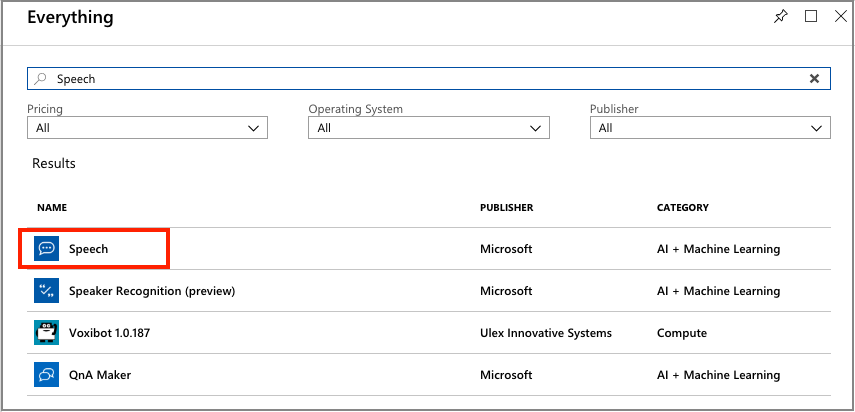 Everything
Speech
Pricing Operating System Publisher
All All All
Results
NAME PUBLISHER CATEGORY
Speech Microsoft AI + Machine Learning
Speaker Recognition (preview) Microsoft AI + Machine Learning
Voxibot 1.0.187 Ulex Innovative Systems Compute
QnA Maker Microsoft AI + Machine Learning